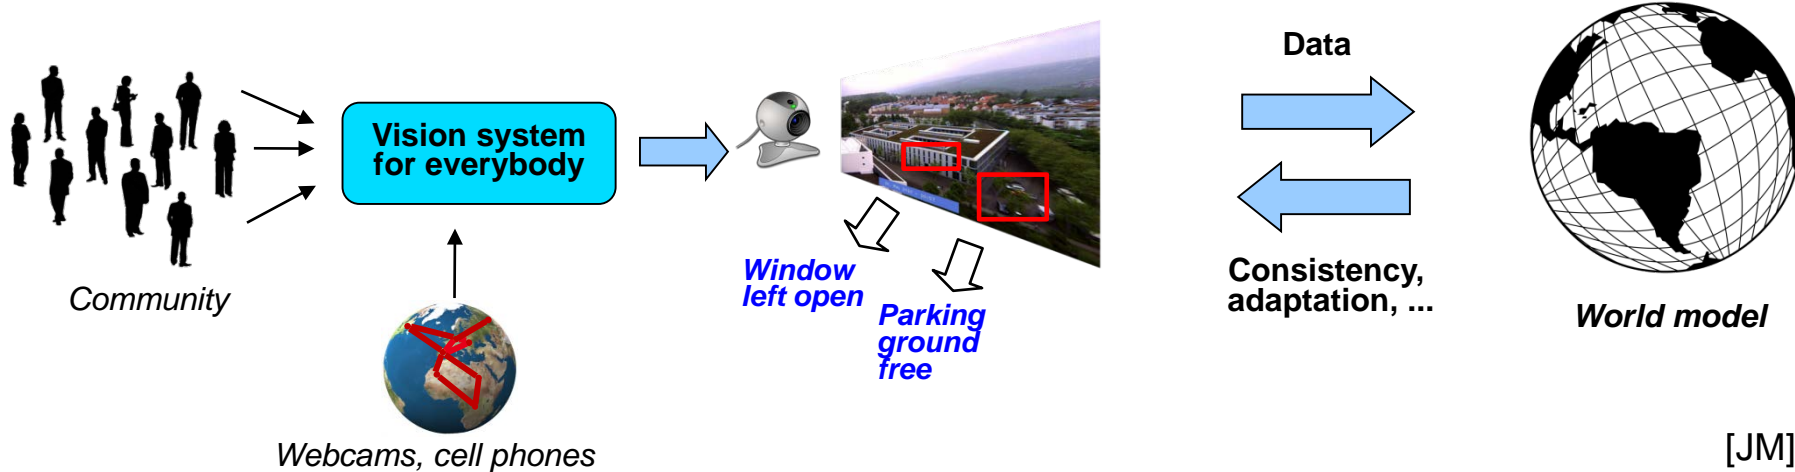 Data
Vision system
for everybody
Window
left open
Parking
ground
free
Consistency,
adaptation, ...
Community
World model
Webcams, cell phones
[JM]